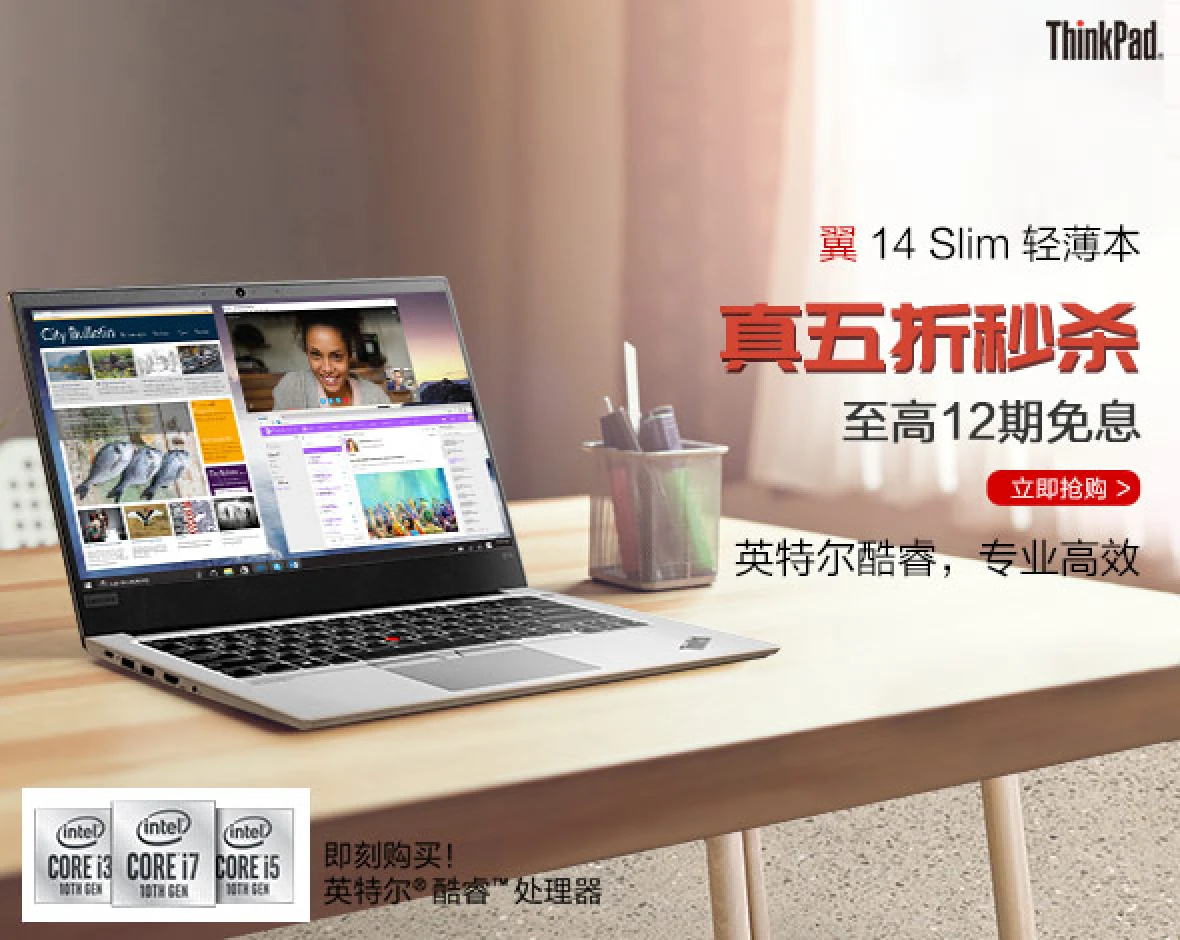 ThinkPad
翼 14 Slim 轻薄本
真五折秒杀
至高12期免息
立即抢购 >
英特尔酷睿，专业高效
City Bulletin
intel
CORE i3
10TH GEN
intel
CORE i7
10TH GEN
intel
CORE i5
10TH GEN
即刻购买！
英特尔® 酷睿™ 处理器